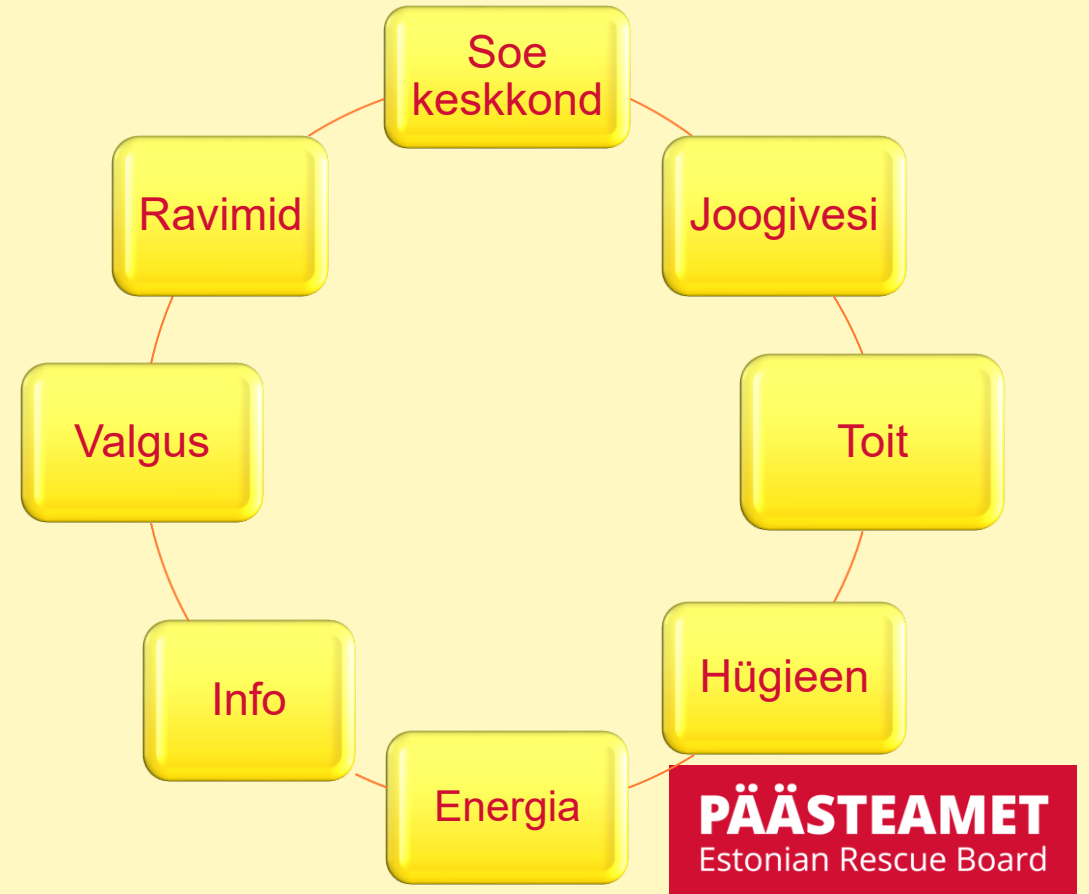 Soe
keskkond
Joogivesi
Toit
Hügieen
Energia
Info
Valgus
Ravimid
PÄÄSTEAMET
Estonian Rescue Board